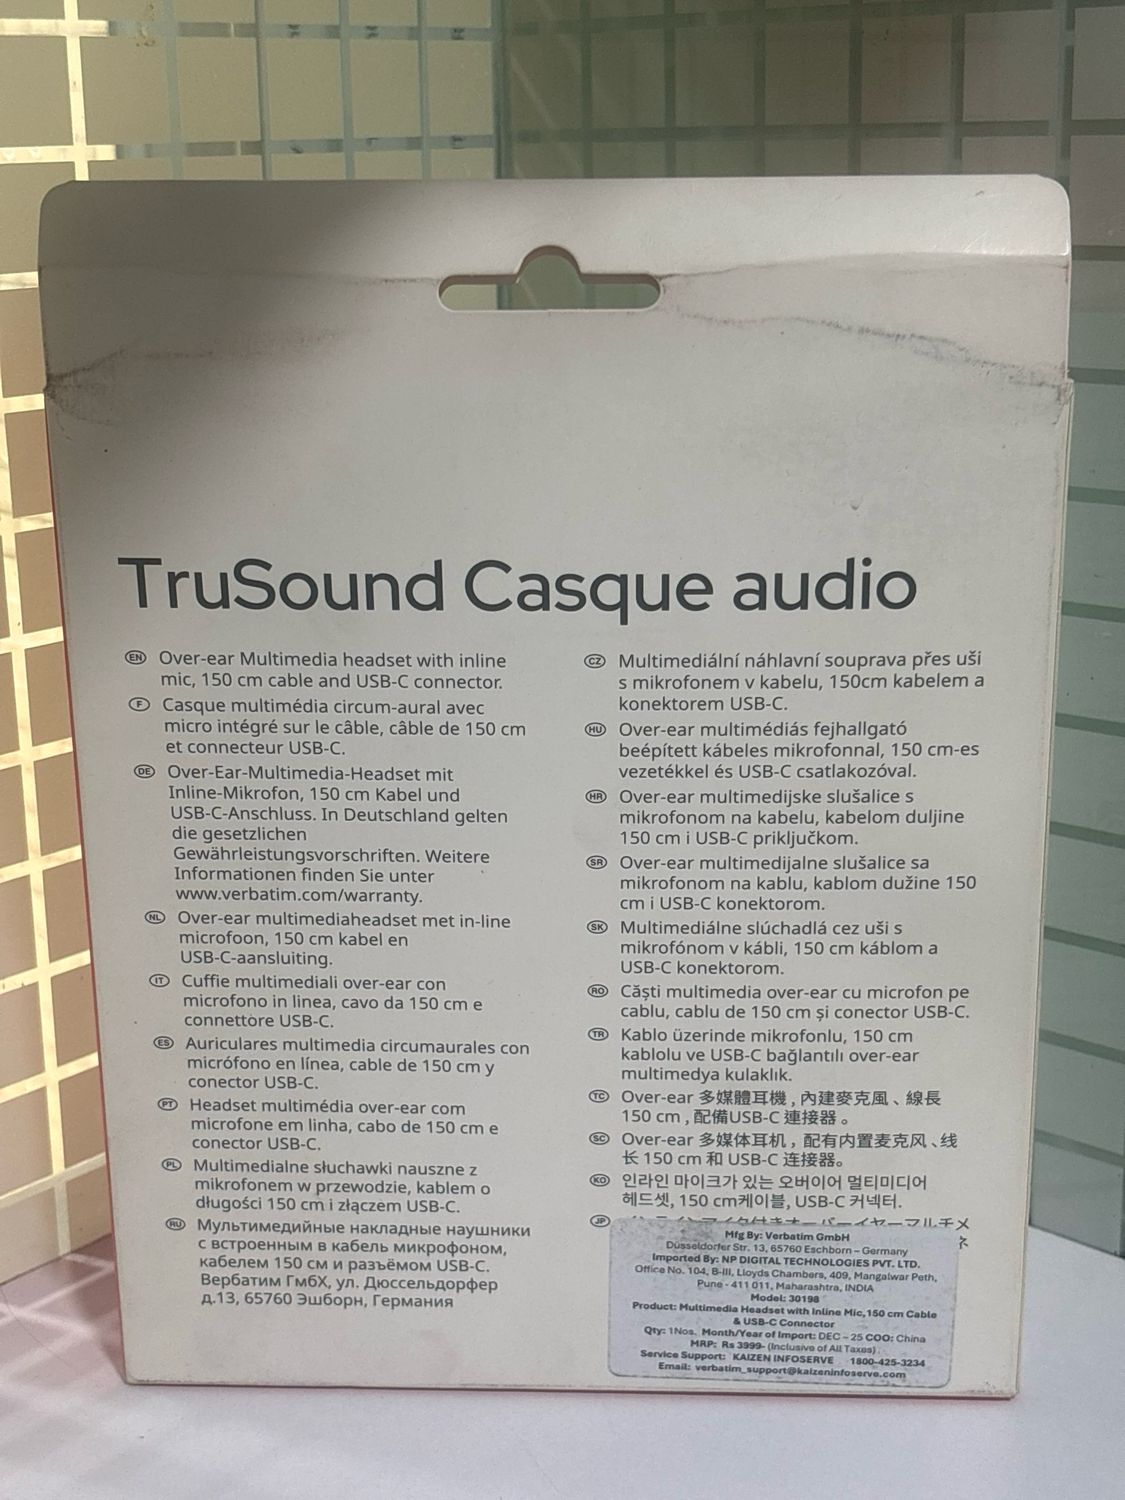 TruSound Casque audio
EN Over-ear Multimedia headset with inline
mic, 150 cm cable and USB-C connector.
F Casque multimédia circum-aural avec
micro intégré sur le câble, câble de 150 cm
et connecteur USB-C.
DE Over-Ear-Multimedia-Headset mit
Inline-Mikrofon, 150 cm Kabel und
USB-C-Anschluss. In Deutschland gelten
die gesetzlichen
Gewährleistungsvorschriften. Weitere
Informationen finden Sie unter
www.verbatim.com/warranty.
NL Over-ear multimediaheadset met in-line
microfoon, 150 cm kabel en
USB-C-aansluiting.
IT Cuffie multimediali over-ear con
microfono in linea, cavo da 150 cm e
connettore USB-C.
ES Auriculares multimedia circumaurales con
micrófono en línea, cable de 150 cm y
conector USB-C.
PT Headset multimédia over-ear com
microfone em linha, cabo de 150 cm e
conector USB-C.
PL Multimedialne słuchawki nauszne z
mikrofonem w przewodzie, kablem o
długości 150 cm i złączem USB-C.
RU Мультимедийные накладные наушники
с встроенным в кабель микрофоном,
кабелем 150 см и разъёмом USB-C.
Вербатим ГмбХ, ул. Дюссельдорфер
д.13, 65760 Эшборн, Германия
CZ Multimediální náhlavní souprava přes uši
s mikrofonem v kabelu, 150cm kabelem a
konektorem USB-C.
HU Over-ear multimédiás fejhallgató
beépített kábeles mikrofonnal, 150 cm-es
vezetékkel és USB-C csatlakozóval.
HR Over-ear multimedijske slušalice s
mikrofonom na kabelu, kabelom duljine
150 cm i USB-C priključkom.
SR Over-ear multimedijalne slušalice sa
mikrofonom na kablu, kablom dužine 150
cm i USB-C konektorom.
SK Multimediálne slúchadlá cez uši s
mikrofónom v kábli, 150 cm káblom a
USB-C konektorom.
RO Căști multimedia over-ear cu microfon pe
cablu, cablu de 150 cm și conector USB-C.
TR Kablo üzerinde mikrofonlu, 150 cm
kablolu ve USB-C bağlantılı over-ear
multimedya kulaklık.
TC Over-ear 多媒體耳機 , 內建麥克風 、線長
150 cm , 配備USB-C 連接器 。
SC Over-ear 多媒体耳机 , 配有内置麦克风 、线
长 150 cm 和 USB-C 连接器。
KO 인라인 마이크가 있는 오버이어 멀티미디어
헤드셋, 150 cm케이블, USB-C 커넥터.
JP
Mfg By: Verbatim GmbH
Düsseldorfer Str. 13, 65760 Eschborn – Germany
Imported By: NP DIGITAL TECHNOLOGIES PVT. LTD.
Office No. 104, B-III, Lloyds Chambers, 409, Mangalwar Peth,
Pune - 411 011, Maharashtra, INDIA
Model: 30198
Product: Multimedia Headset with Inline Mic, 150 cm Cable
& USB-C Connector
Qty: 1Nos. Month/Year of Import: DEC – 25 COO: China
MRP: Rs 3999- (Inclusive of All Taxes).
Service Support: KAIZEN INFOSERVE 1800-425-3234
Email: verbatim_support@kaizeninfoserve.com